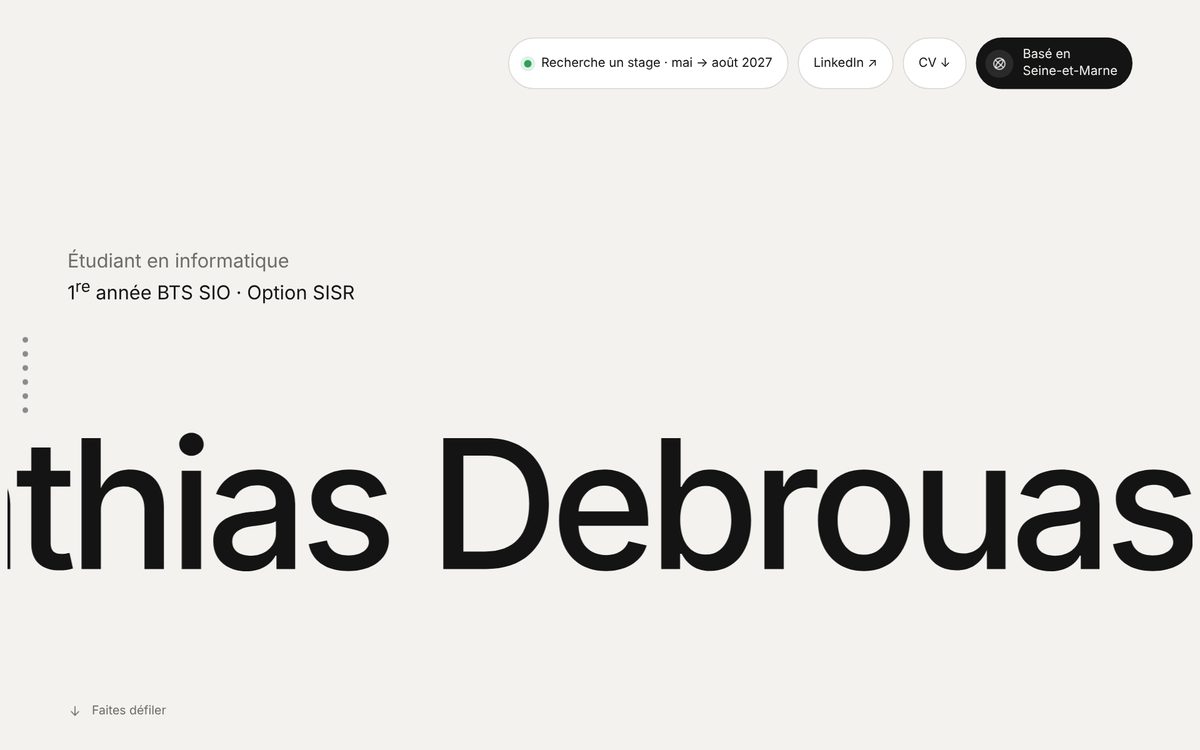 Recherche un stage · mai → août 2027
LinkedIn ↗
CV ↓
Basé en
Seine-et-Marne
Étudiant en informatique
1re année BTS SIO · Option SISR
thias Debrouas
↓ Faites défiler